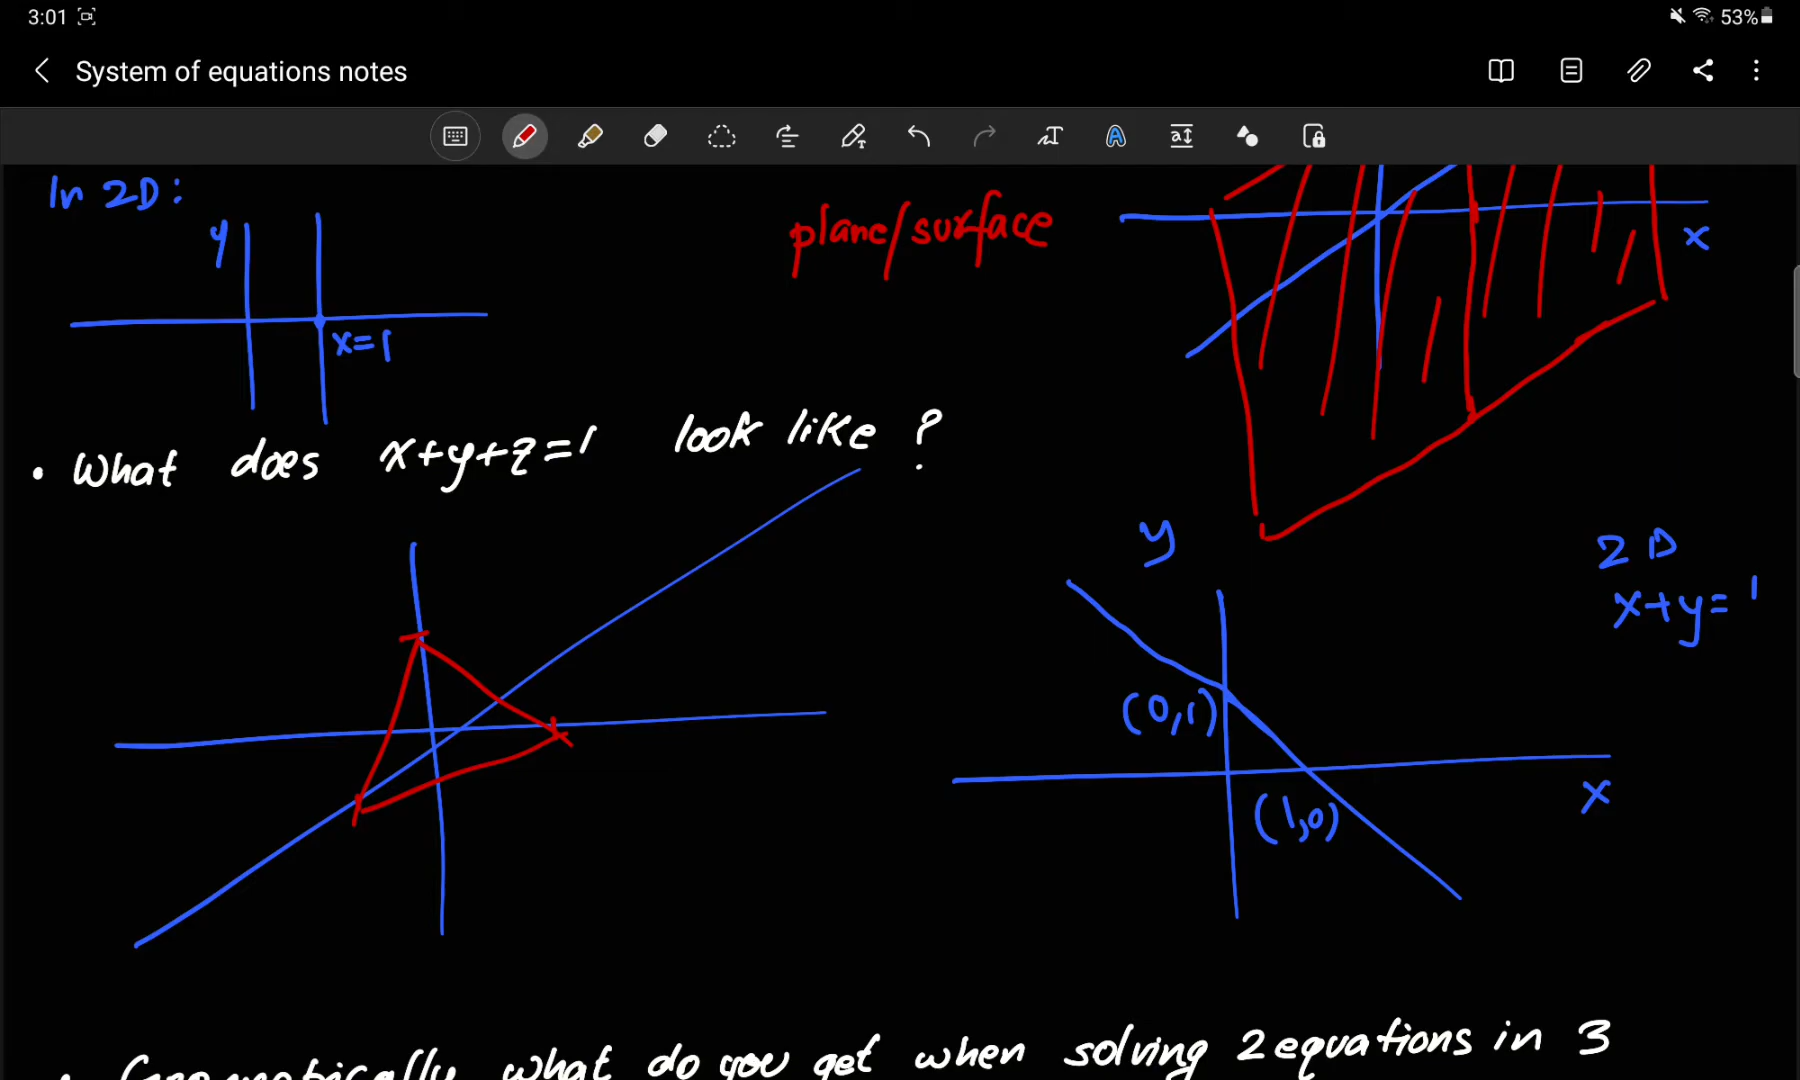 3:01 53%
System of equations notes
In 2D:
y
x=1
plane/surface
x
• What does x+y+z=1 look like ?
y
2D
x+y=1
(0,1)
(1,0)
x
• Geometrically what do you get when solving 2 equations in 3